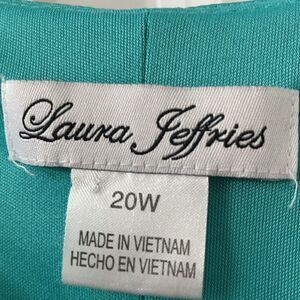 Laura Jeffries
20W
MADE IN VIETNAM
HECHO EN VIETNAM